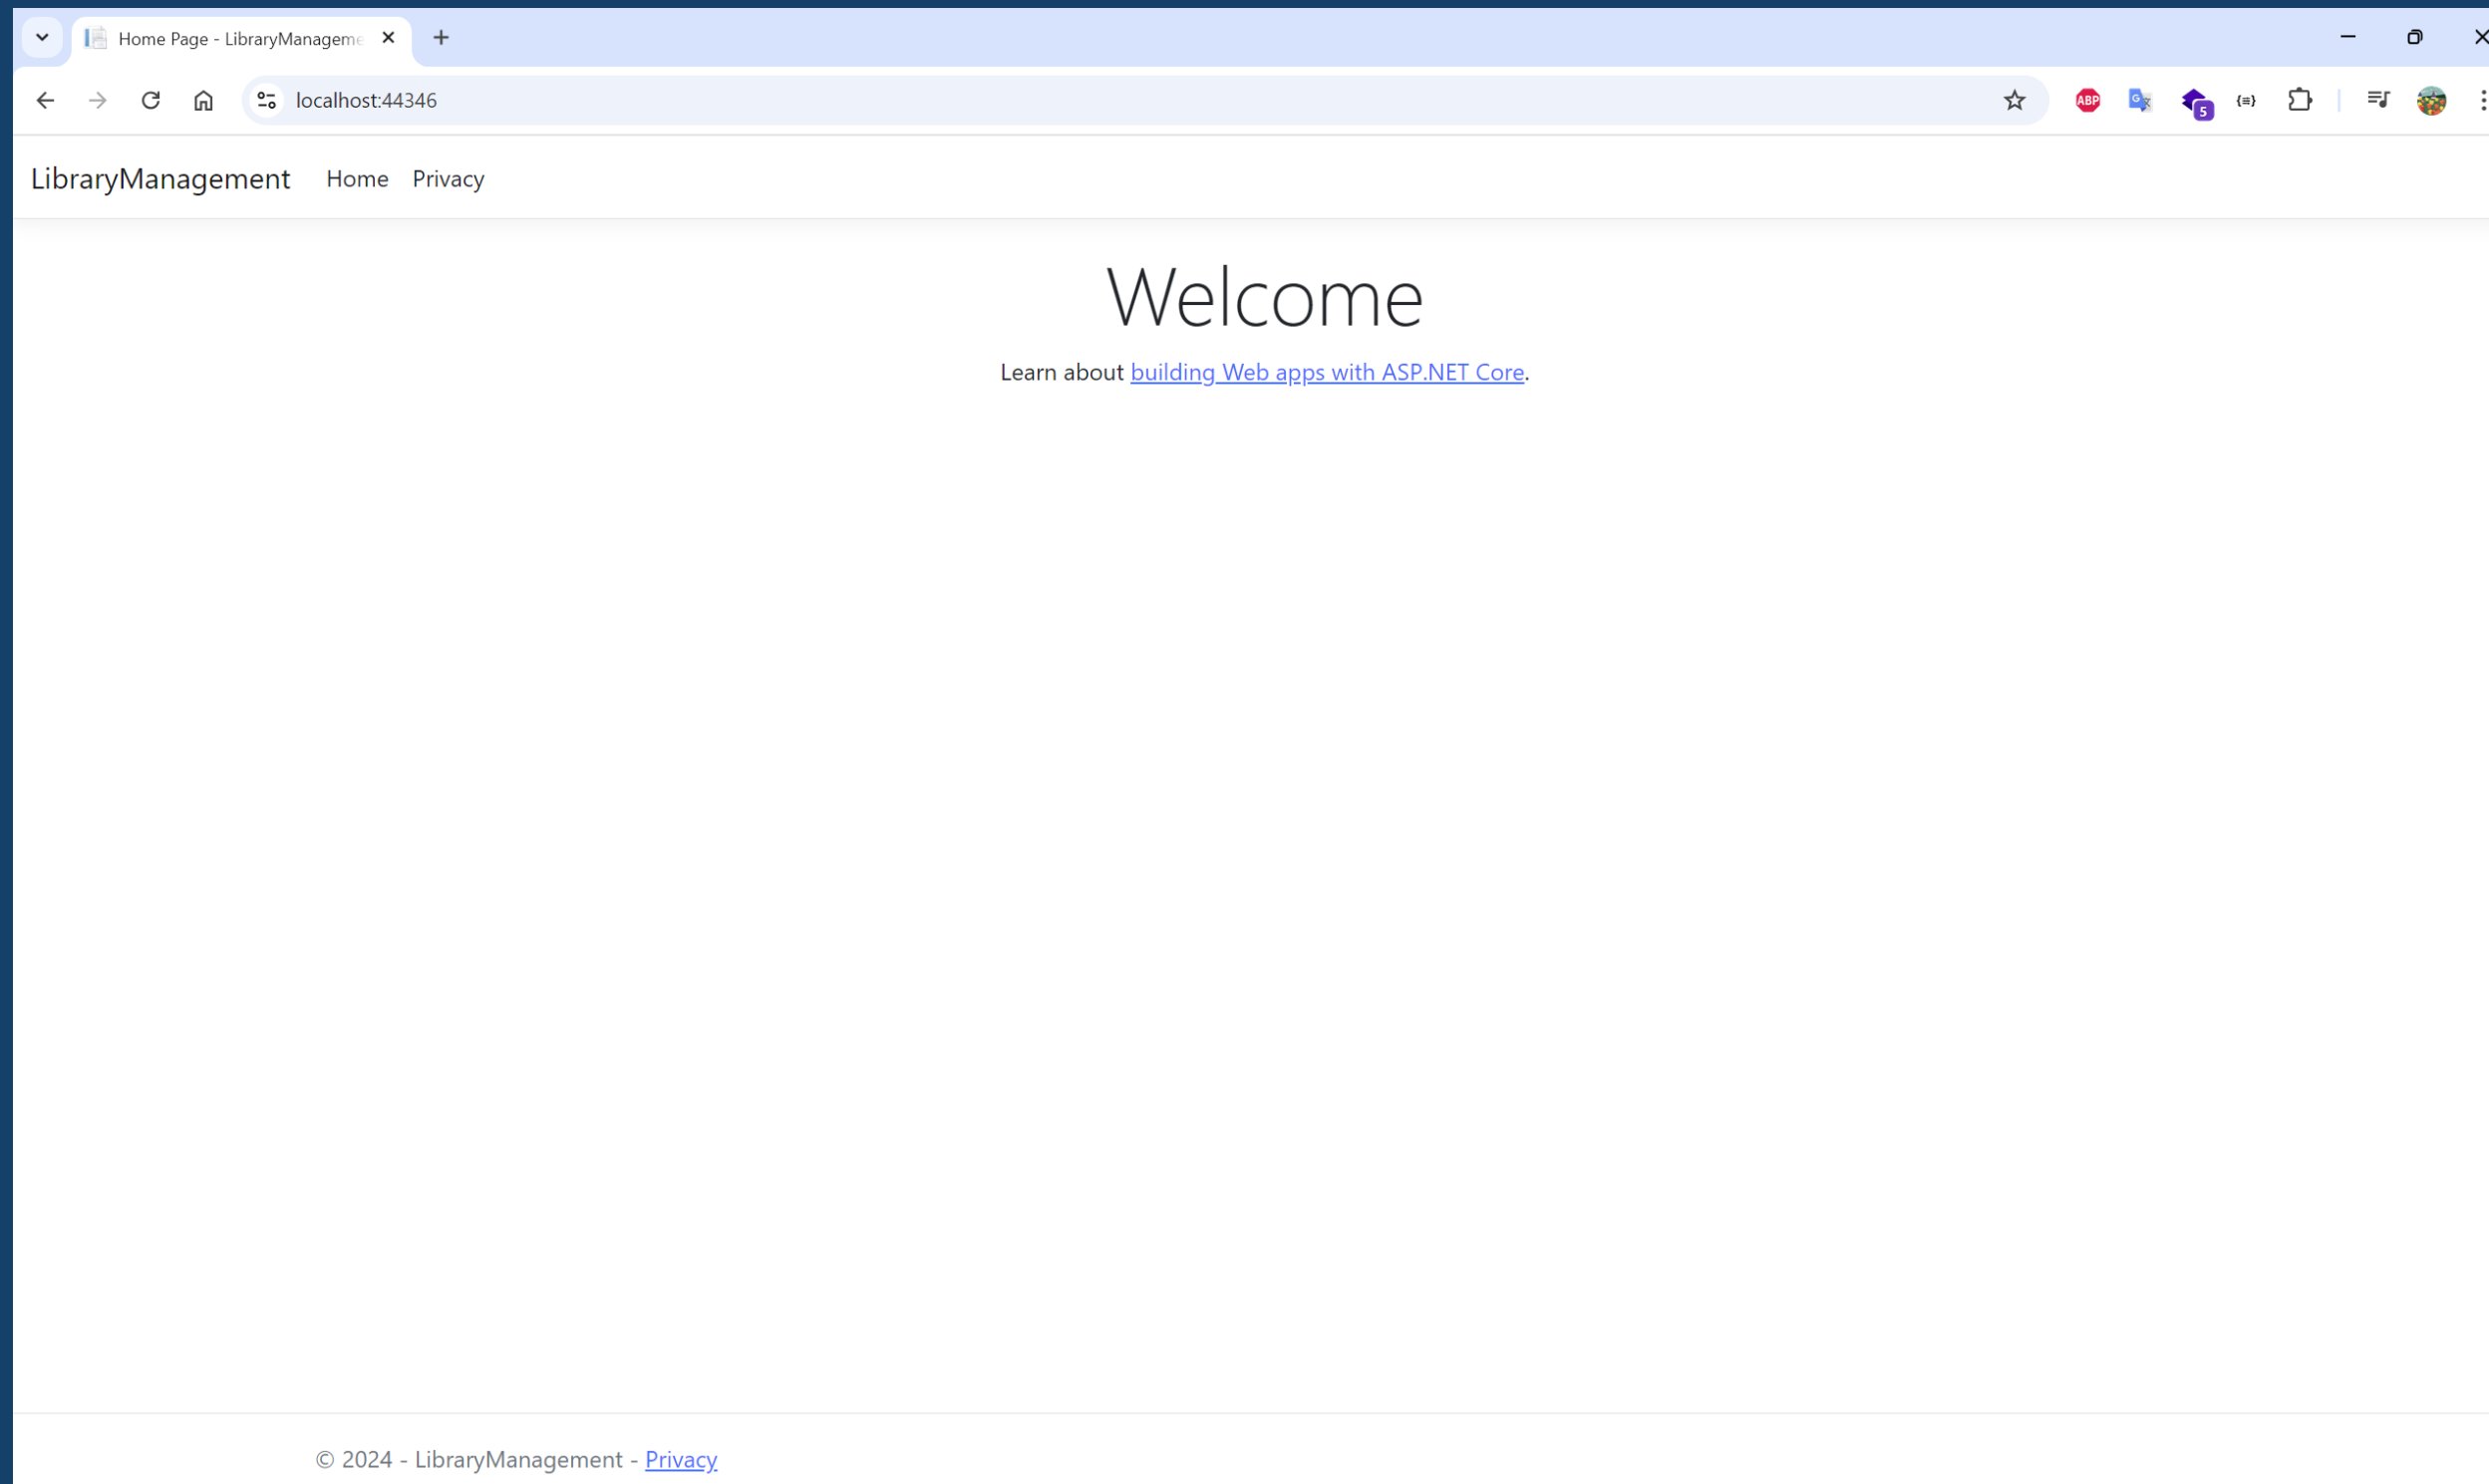 Home Page - LibraryManageme
localhost:44346
ABP
G
5
{≡}
LibraryManagement Home Privacy
Welcome
Learn about building Web apps with ASP.NET Core.
© 2024 - LibraryManagement - Privacy